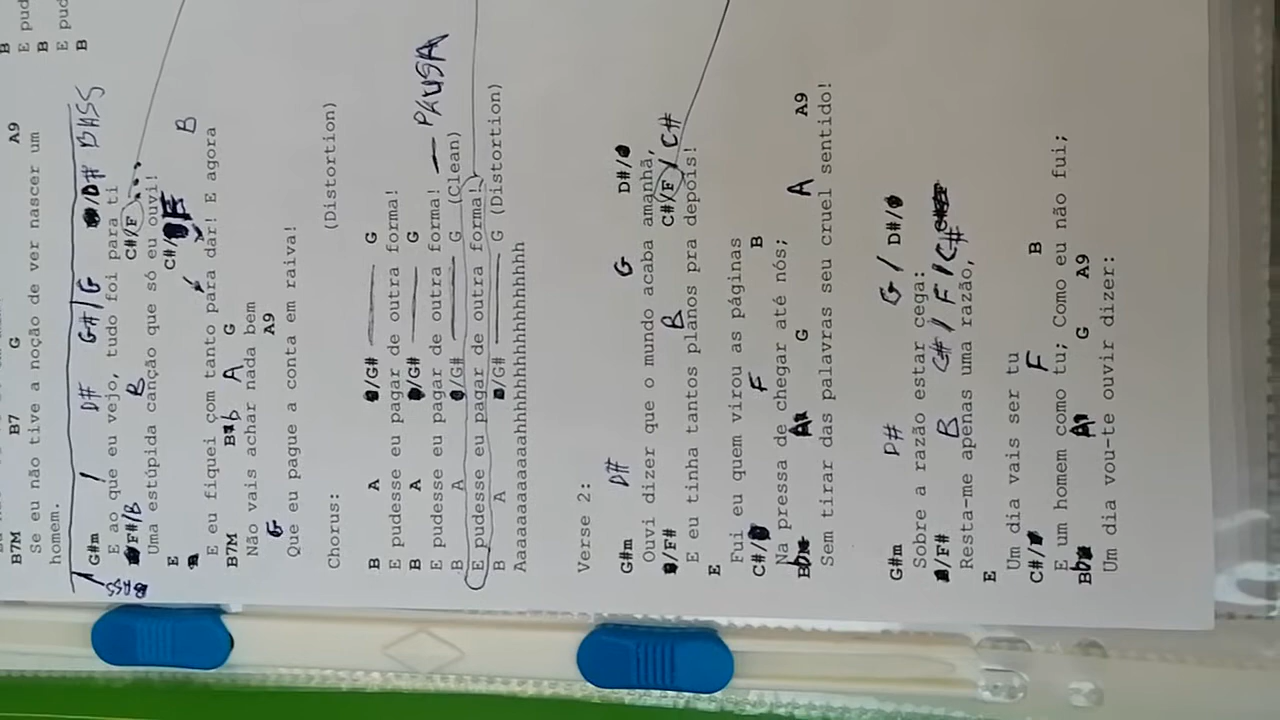 B
E pud
B
E pud
B
B7M B7 G A9
Se eu não tive a noção de ver nascer um
homem.
G#m / D# G#/G /D# BASS
E ao que eu vejo, tudo foi para ti
BASS F#/B B C#/F ...
Uma estúpida canção que só eu ouvi!
E C#/ E B
E eu fiquei com tanto para dar! E agora
B7M Bb A G
Não vais achar nada bem
G A9
Que eu pague a conta em raiva!
Chorus: (Distortion)
B A /G# G
E pudesse eu pagar de outra forma!
B A /G# G
E pudesse eu pagar de outra forma! — PAUSA
B A /G# G (Clean)
E pudesse eu pagar de outra forma!
B A /G# G (Distortion)
Aaaaaaaaaaahhhhhhhhhhhhhhhhh
Verse 2:
G#m D# G D#/
Ouvi dizer que o mundo acaba amanhã,
/F# B C#/F / C#
E eu tinha tantos planos pra depois!
E
Fui eu quem virou as páginas
C#/ F B
Na pressa de chegar até nós;
Bb A G A A9
Sem tirar das palavras seu cruel sentido!
G#m D# G / D#/
Sobre a razão estar cega:
/F# B G# / F / C#
Resta-me apenas uma razão,
E
Um dia vais ser tu
C#/ F B
E um homem como tu; Como eu não fui;
Bb A G A9
Um dia vou-te ouvir dizer: